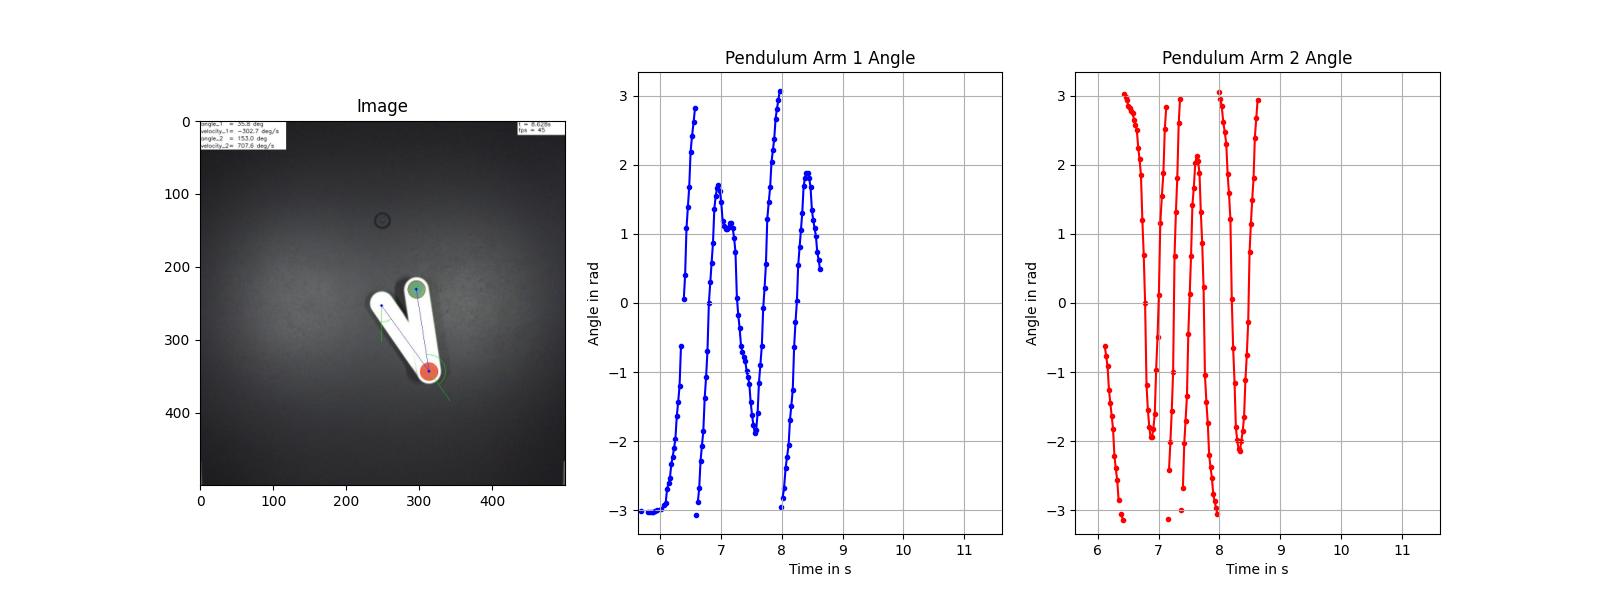 Image
angle_1 = 35.8 deg
velocity_1= -302.7 deg/s
angle_2 = 153.0 deg
velocity_2= 707.6 deg/s
t = 8.628s
fps = 45
0
100
200
300
400
0 100 200 300 400
Pendulum Arm 1 Angle
Angle in rad
3
2
1
0
−1
−2
−3
6 7 8 9 10 11
Time in s
Pendulum Arm 2 Angle
Angle in rad
3
2
1
0
−1
−2
−3
6 7 8 9 10 11
Time in s